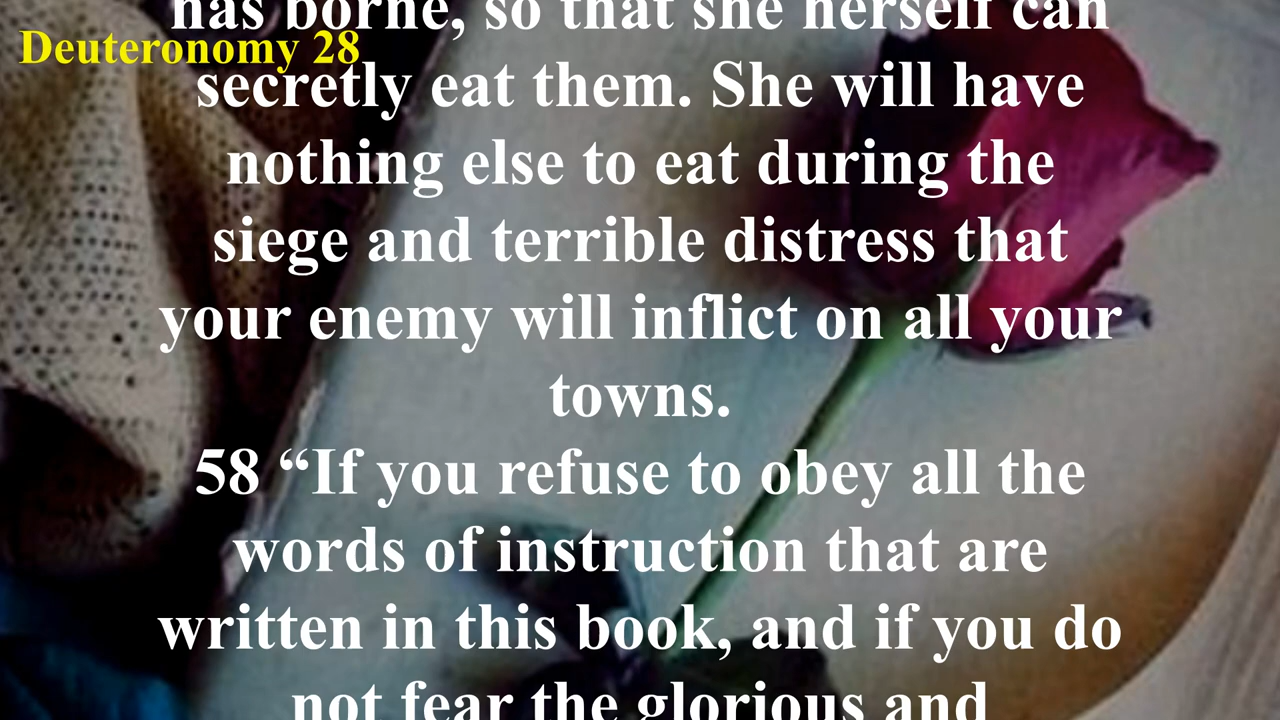 has borne, so that she herself can
Deuteronomy 28
secretly eat them. She will have
nothing else to eat during the
siege and terrible distress that
your enemy will inflict on all your
towns.
58 “If you refuse to obey all the
words of instruction that are
written in this book, and if you do
not fear the glorious and